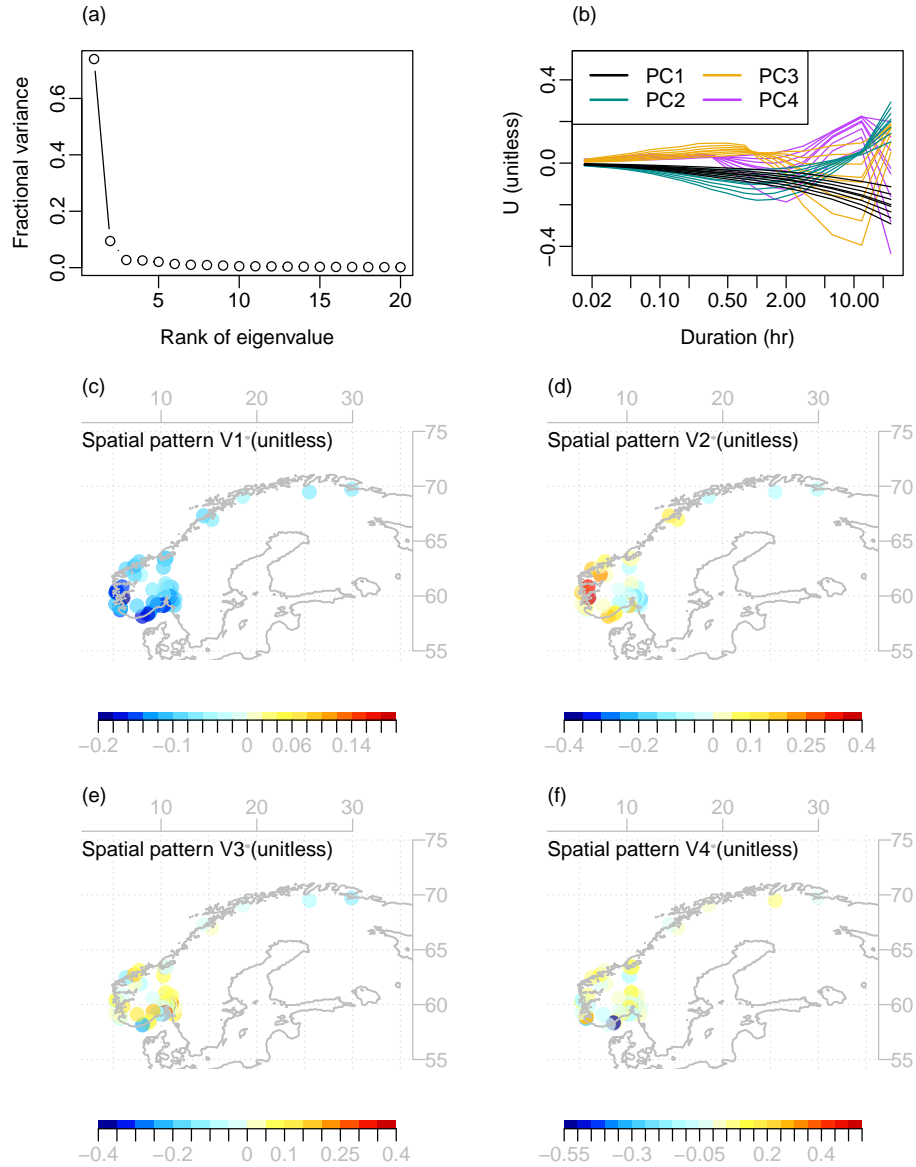 (a)
Fractional variance
0.0 0.2 0.4 0.6
5 10 15 20
Rank of eigenvalue
(b)
U (unitless)
−0.4 0.0 0.4
PC1 PC3
PC2 PC4
0.02 0.10 0.50 2.00 10.00
Duration (hr)
(c)
10 20 30
Spatial pattern V1 (unitless)
75
70
65
60
55
−0.2 −0.1 0 0.06 0.14
(d)
10 20 30
Spatial pattern V2 (unitless)
75
70
65
60
55
−0.4 −0.2 0 0.1 0.25 0.4
(e)
10 20 30
Spatial pattern V3 (unitless)
75
70
65
60
55
−0.4 −0.2 0 0.1 0.25 0.4
(f)
10 20 30
Spatial pattern V4 (unitless)
75
70
65
60
55
−0.55 −0.3 −0.05 0.2 0.45